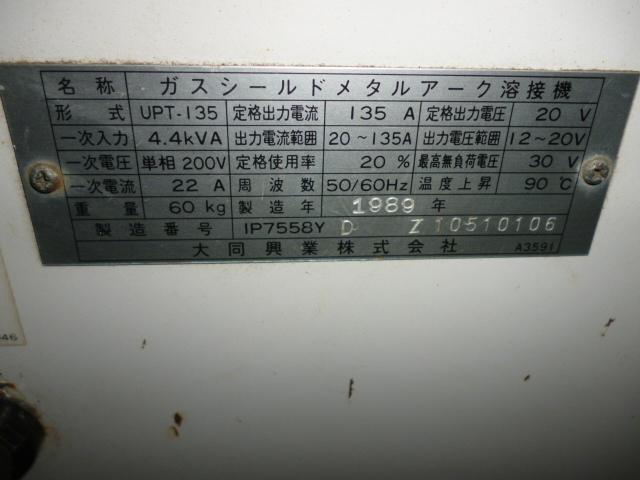 名称 ガスシールドメタルアーク溶接機
形式 UPT-135 定格出力電流 135 A 定格出力電圧 20 V
一次入力 4.4kVA 出力電流範囲 20～135A 出力電圧範囲 12～20V
一次電圧 単相200V 定格使用率 20 % 最高無負荷電圧 30 V
一次電流 22 A 周波数 50/60Hz 温度上昇 90℃
重量 60 kg 製造年 1989 年
製造番号 IP7558Y D Z10510106
大同興業株式会社 A3591